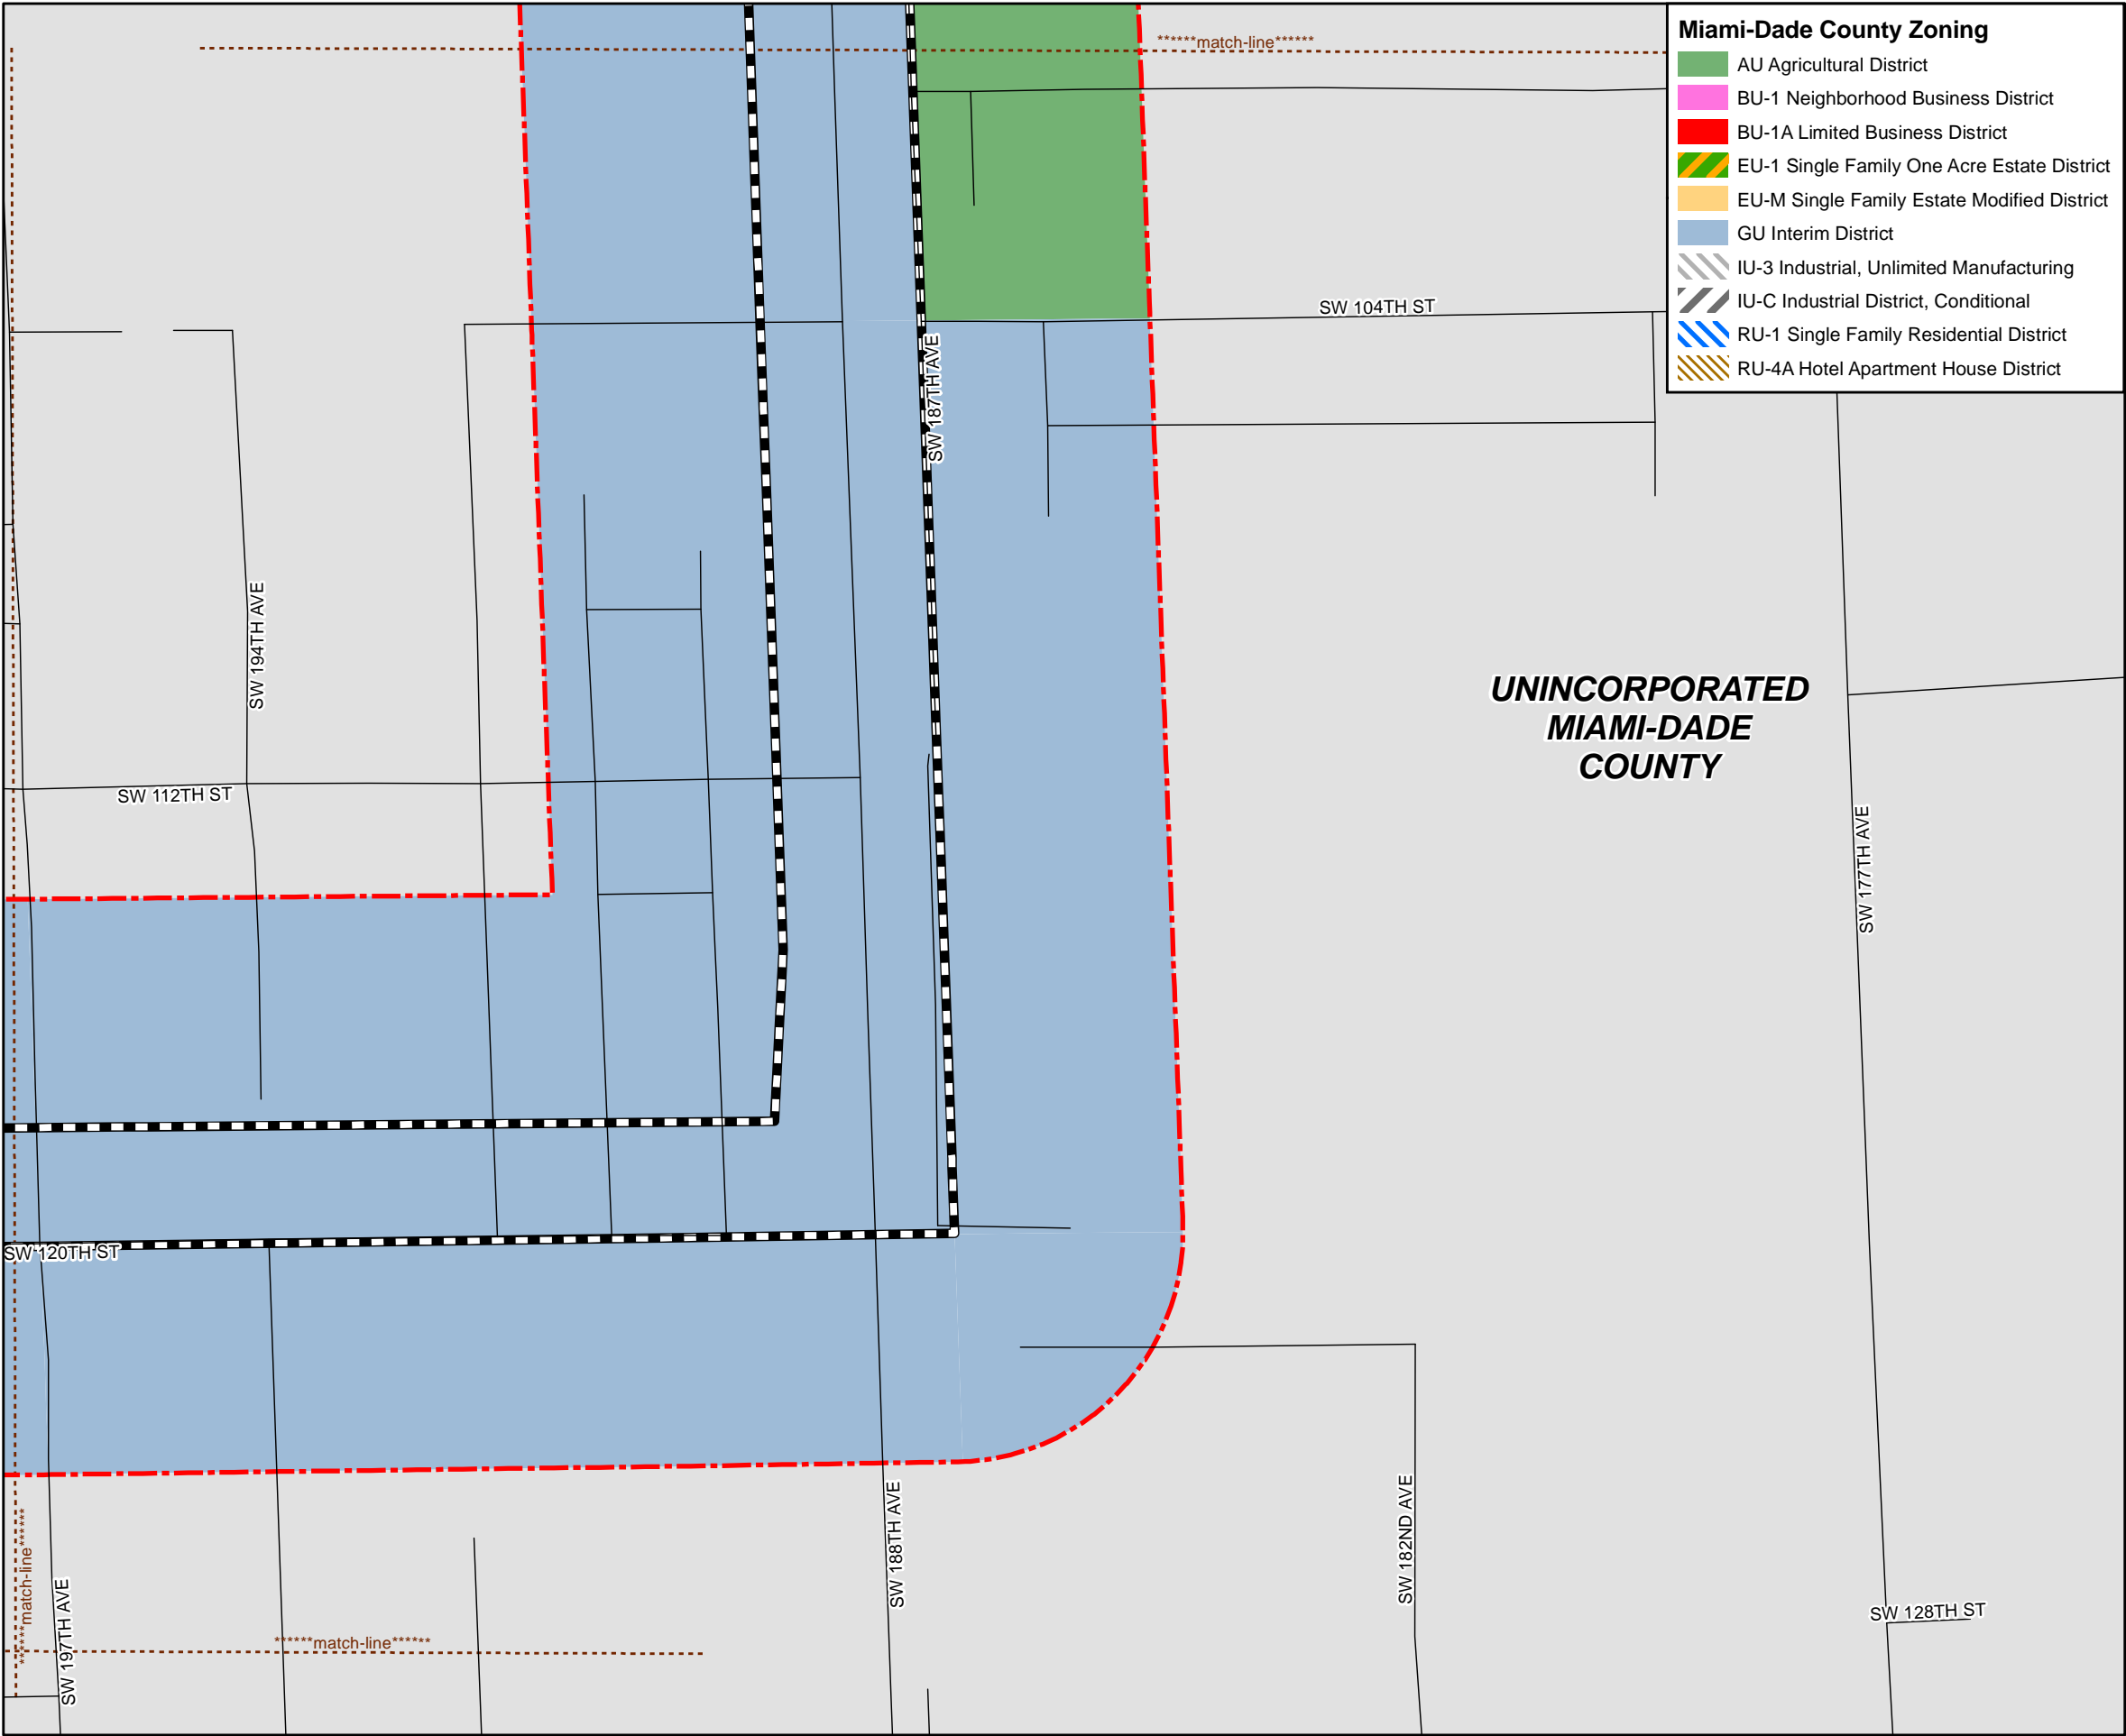 Miami-Dade County Zoning
AU Agricultural District
BU-1 Neighborhood Business District
BU-1A Limited Business District
EU-1 Single Family One Acre Estate District
EU-M Single Family Estate Modified District
GU Interim District
IU-3 Industrial, Unlimited Manufacturing
IU-C Industrial District, Conditional
RU-1 Single Family Residential District
RU-4A Hotel Apartment House District
******match-line******
SW 104TH ST
SW 187TH AVE
SW 194TH AVE
UNINCORPORATED
MIAMI-DADE
COUNTY
SW 112TH ST
SW 177TH AVE
SW 120TH ST
SW 188TH AVE
SW 182ND AVE
******match-line******
SW 197TH AVE
******match-line******
SW 128TH ST